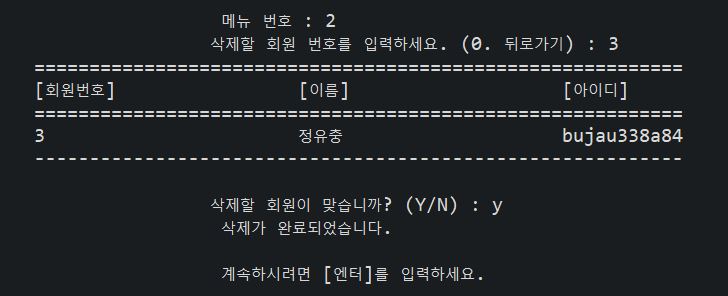 메뉴 번호 : 2
삭제할 회원 번호를 입력하세요. (0. 뒤로가기) : 3
===========================================================
[회원번호] [이름] [아이디]
===========================================================
3 정유중 bujau338a84
-----------------------------------------------------------
삭제할 회원이 맞습니까? (Y/N) : y
삭제가 완료되었습니다.
계속하시려면 [엔터]를 입력하세요.